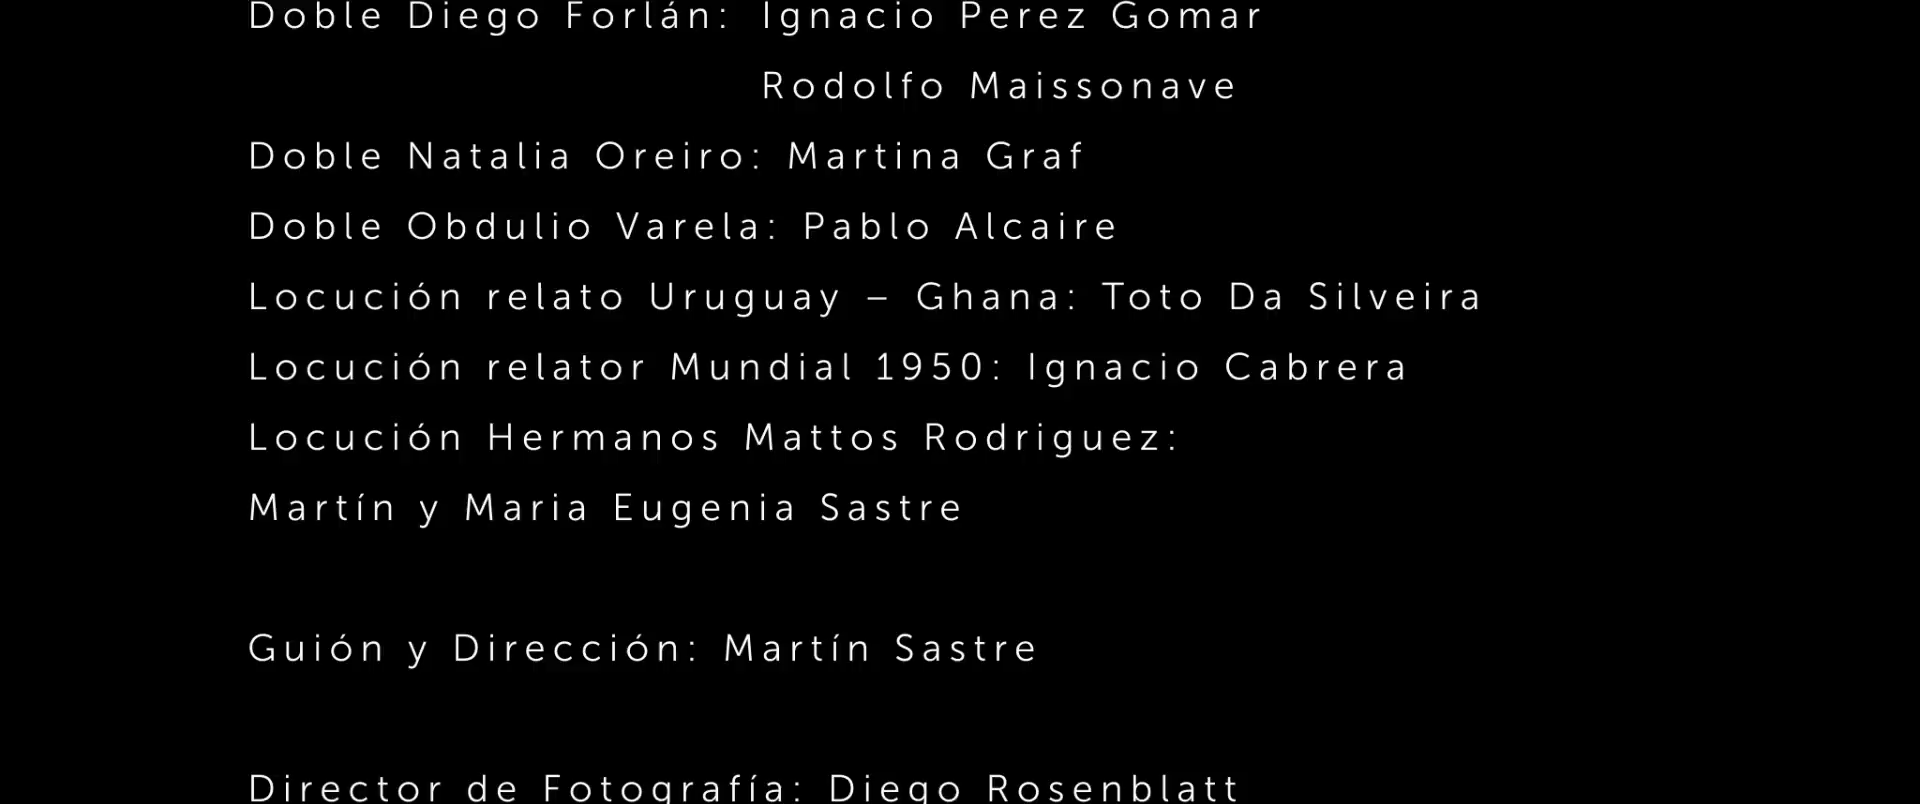 Doble Diego Forlán: Ignacio Perez Gomar
Rodolfo Maissonave
Doble Natalia Oreiro: Martina Graf
Doble Obdulio Varela: Pablo Alcaire
Locución relato Uruguay – Ghana: Toto Da Silveira
Locución relator Mundial 1950: Ignacio Cabrera
Locución Hermanos Mattos Rodriguez:
Martín y Maria Eugenia Sastre
Guión y Dirección: Martín Sastre
Director de Fotografía: Diego Rosenblatt